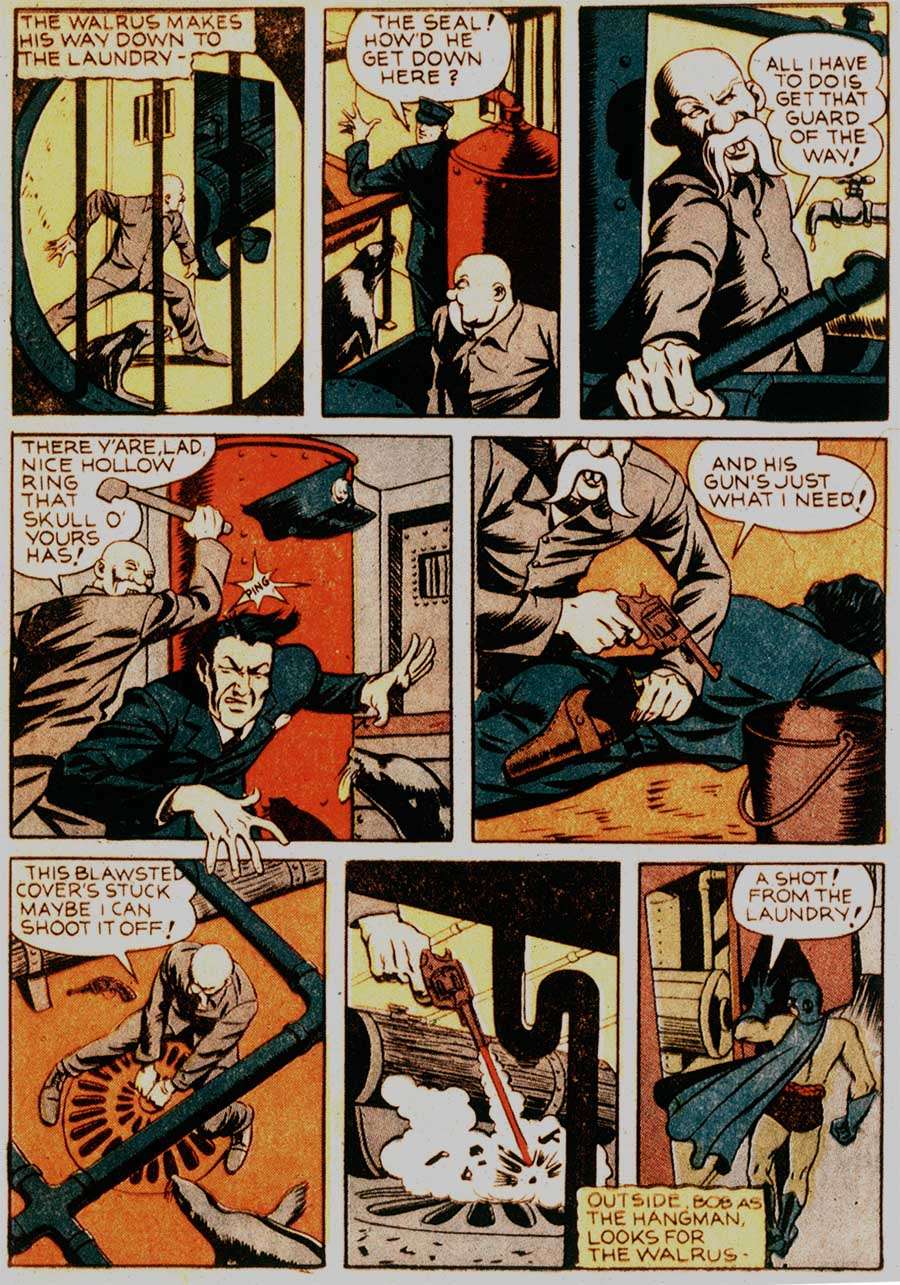 THE WALRUS MAKES
HIS WAY DOWN TO
THE LAUNDRY -
THE SEAL!
HOW'D HE
GET DOWN
HERE?
ALL I HAVE
TO DO IS
GET THAT
GUARD
OF THE
WAY!
THERE Y'ARE, LAD,
NICE HOLLOW
RING
THAT
SKULL O'
YOURS
HAS!
PING
AND HIS
GUN'S JUST
WHAT I NEED!
THIS BLAWSTED
COVER'S STUCK
MAYBE I CAN
SHOOT IT OFF!
A SHOT!
FROM THE
LAUNDRY!
OUTSIDE, BOB AS
THE HANGMAN,
LOOKS FOR
THE WALRUS -